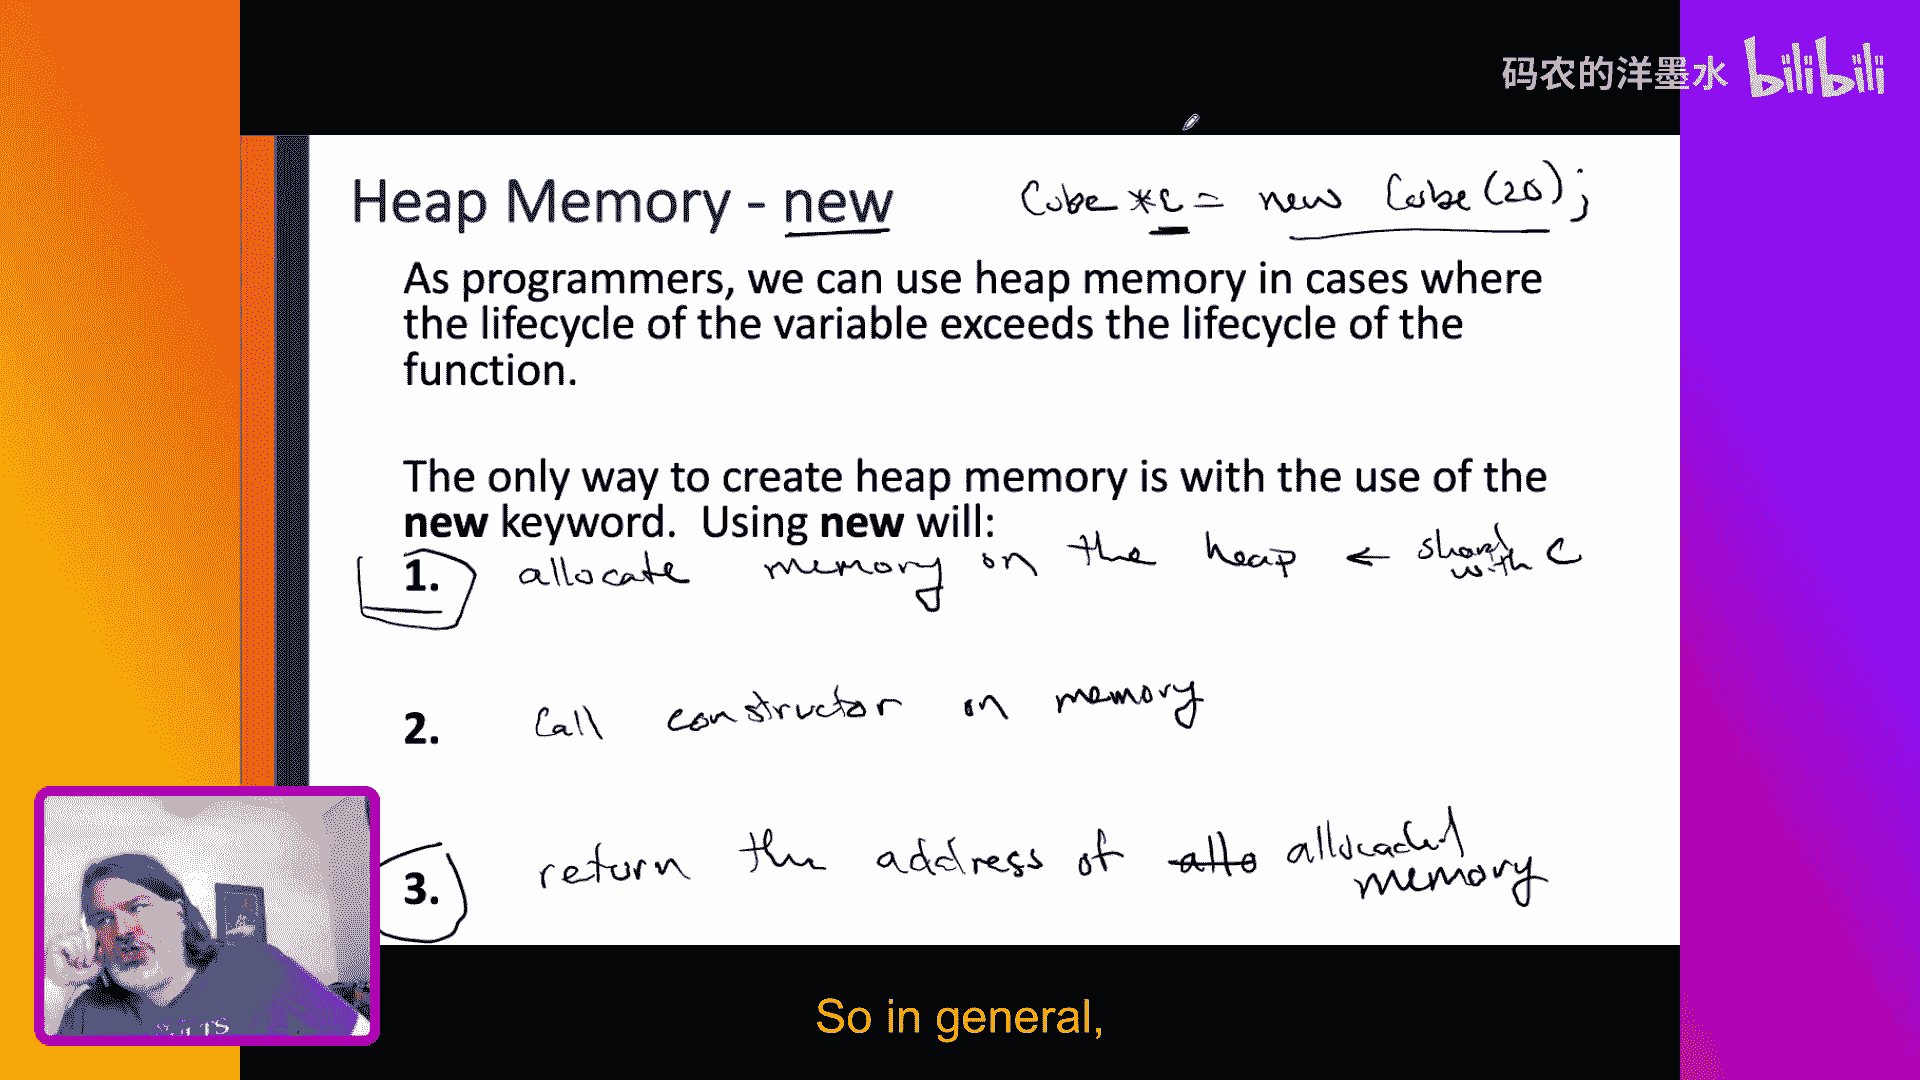 码农的洋墨水 bilibili
Heap Memory - new
Cube *c = new Cube(20);
As programmers, we can use heap memory in cases where
the lifecycle of the variable exceeds the lifecycle of the
function.
The only way to create heap memory is with the use of the
new keyword. Using new will:
1. allocate memory on the heap ← shared with C
2. Call constructor on memory
3. return the address of allo allocated memory
So in general,